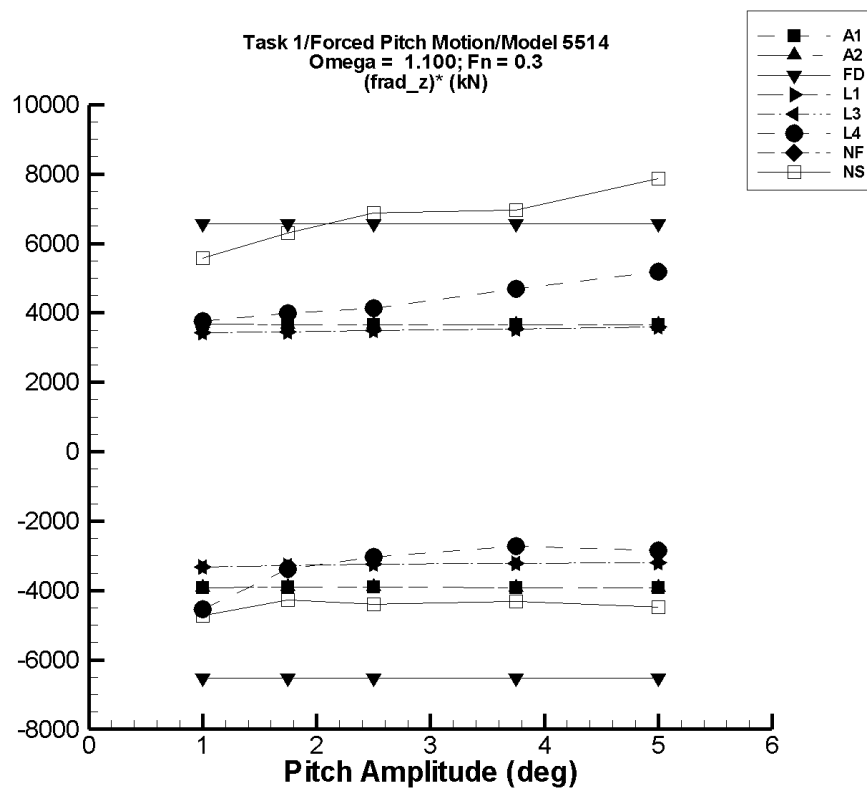 Task 1/Forced Pitch Motion/Model 5514
Omega = 1.100; Fn = 0.3
(frad_z)* (kN)
A1
A2
FD
L1
L3
L4
NF
NS
10000
8000
6000
4000
2000
0
-2000
-4000
-6000
-8000
0 1 2 3 4 5 6
Pitch Amplitude (deg)